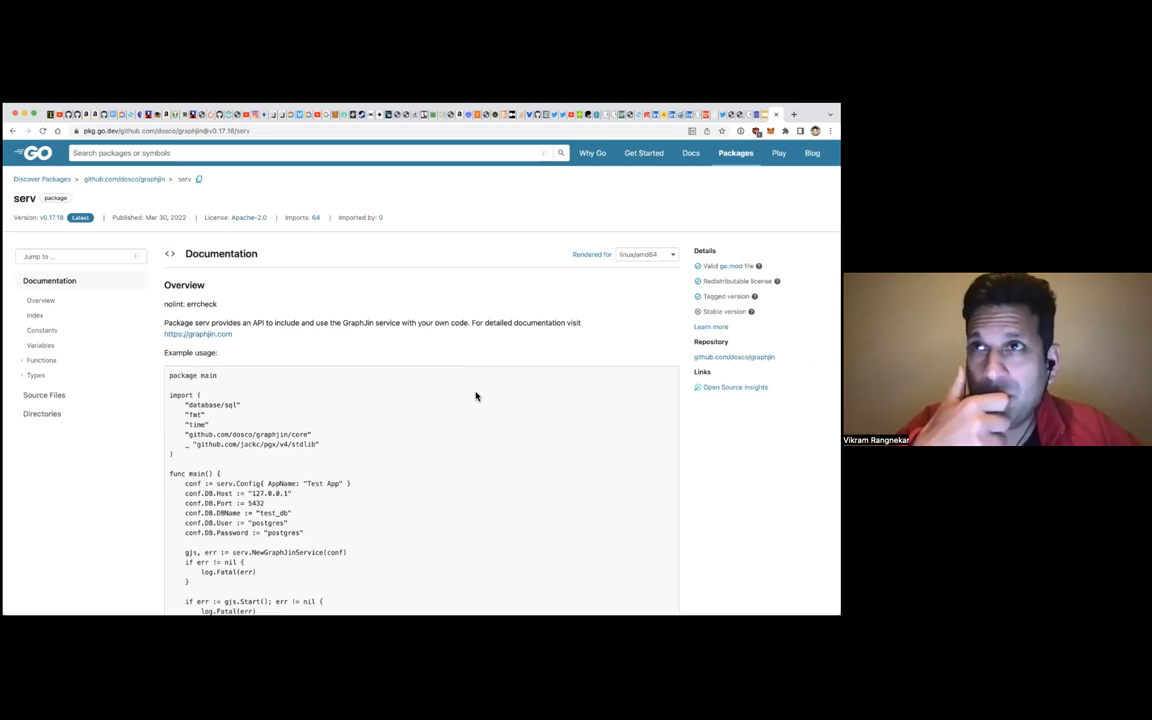 pkg.go.dev/github.com/dosco/graphjin@v0.17.18/serv
GO
Search packages or symbols
/
Why Go
Get Started
Docs
Packages
Play
Blog
Discover Packages > github.com/dosco/graphjin > serv
serv package
Version: v0.17.18 Latest | Published: Mar 30, 2022 | License: Apache-2.0 | Imports: 64 | Imported by: 0
Jump to ...
Documentation
Overview
Index
Constants
Variables
Functions
Types
Source Files
Directories
<> Documentation
Rendered for linux/amd64
Overview
nolint: errcheck
Package serv provides an API to include and use the GraphJin service with your own code. For detailed documentation visit
https://graphjin.com
Example usage:
package main
import (
"database/sql"
"fmt"
"time"
"github.com/dosco/graphjin/core"
_ "github.com/jackc/pgx/v4/stdlib"
)
func main() {
conf := serv.Config{ AppName: "Test App" }
conf.DB.Host := "127.0.0.1"
conf.DB.Port := 5432
conf.DB.DBName := "test_db"
conf.DB.User := "postgres"
conf.DB.Password := "postgres"
gjs, err := serv.NewGraphJinService(conf)
if err != nil {
log.Fatal(err)
}
if err := gjs.Start(); err != nil {
log.Fatal(err)
Details
Valid go.mod file ?
Redistributable license ?
Tagged version ?
Stable version ?
Learn more
Repository
github.com/dosco/graphjin
Links
Open Source Insights
Vikram Rangnekar